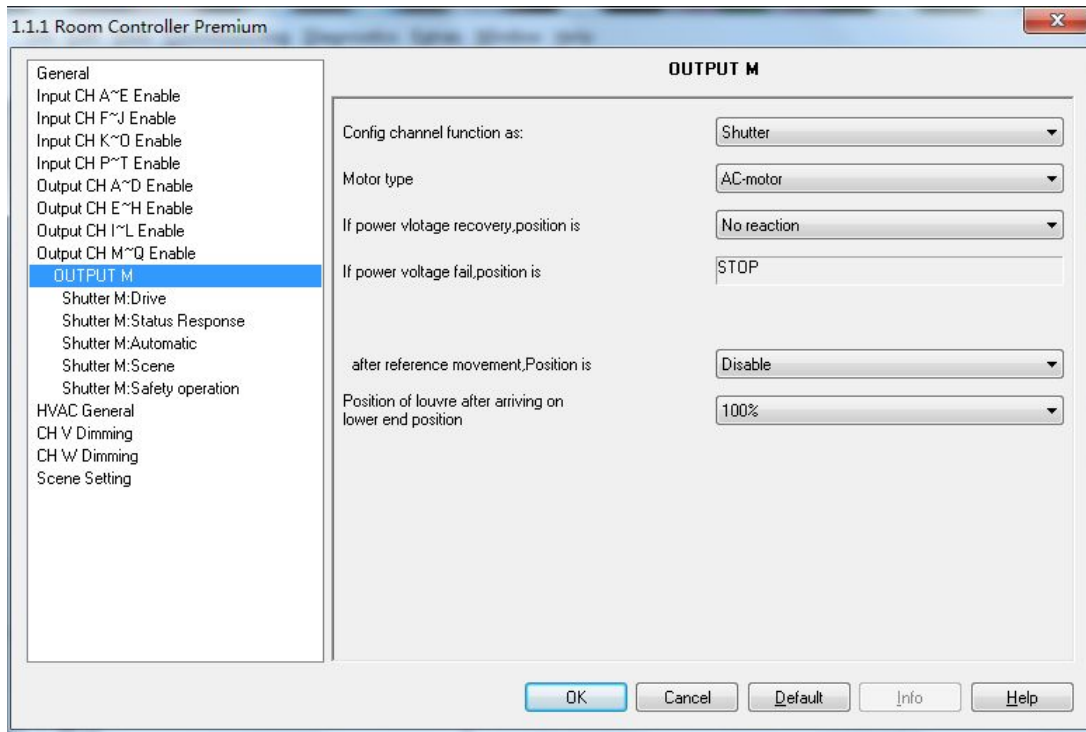 1.1.1 Room Controller Premium
General
Input CH A~E Enable
Input CH F~J Enable
Input CH K~O Enable
Input CH P~T Enable
Output CH A~D Enable
Output CH E~H Enable
Output CH I~L Enable
Output CH M~Q Enable
OUTPUT M
Shutter M:Drive
Shutter M:Status Response
Shutter M:Automatic
Shutter M:Scene
Shutter M:Safety operation
HVAC General
CH V Dimming
CH W Dimming
Scene Setting
OUTPUT M
Config channel function as:
Shutter
Motor type
AC-motor
If power vlotage recovery,position is
No reaction
If power voltage fail,position is
STOP
after reference movement,Position is
Disable
Position of louvre after arriving on
lower end position
100%
OK
Cancel
Default
Info
Help